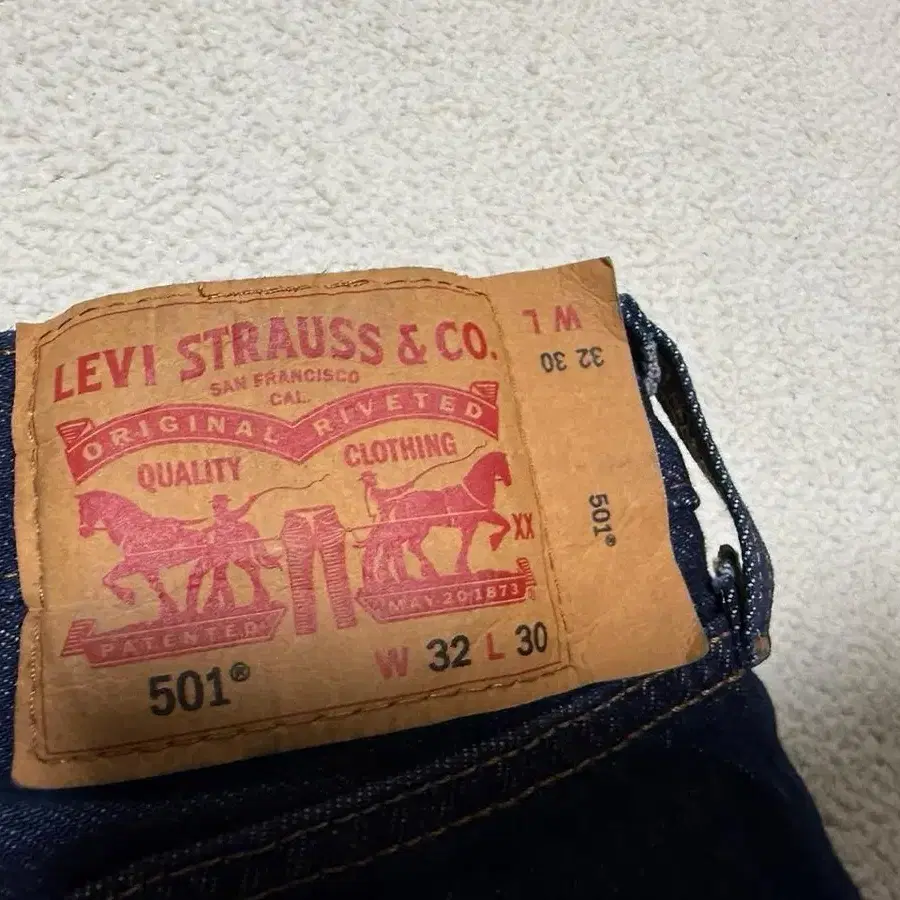 LEVI STRAUSS & CO.
SAN FRANCISCO
CAL.
ORIGINAL RIVETED
QUALITY CLOTHING
XX
PATENTED MAY 20 1873
501® W 32 L 30
W L
32 30
501®